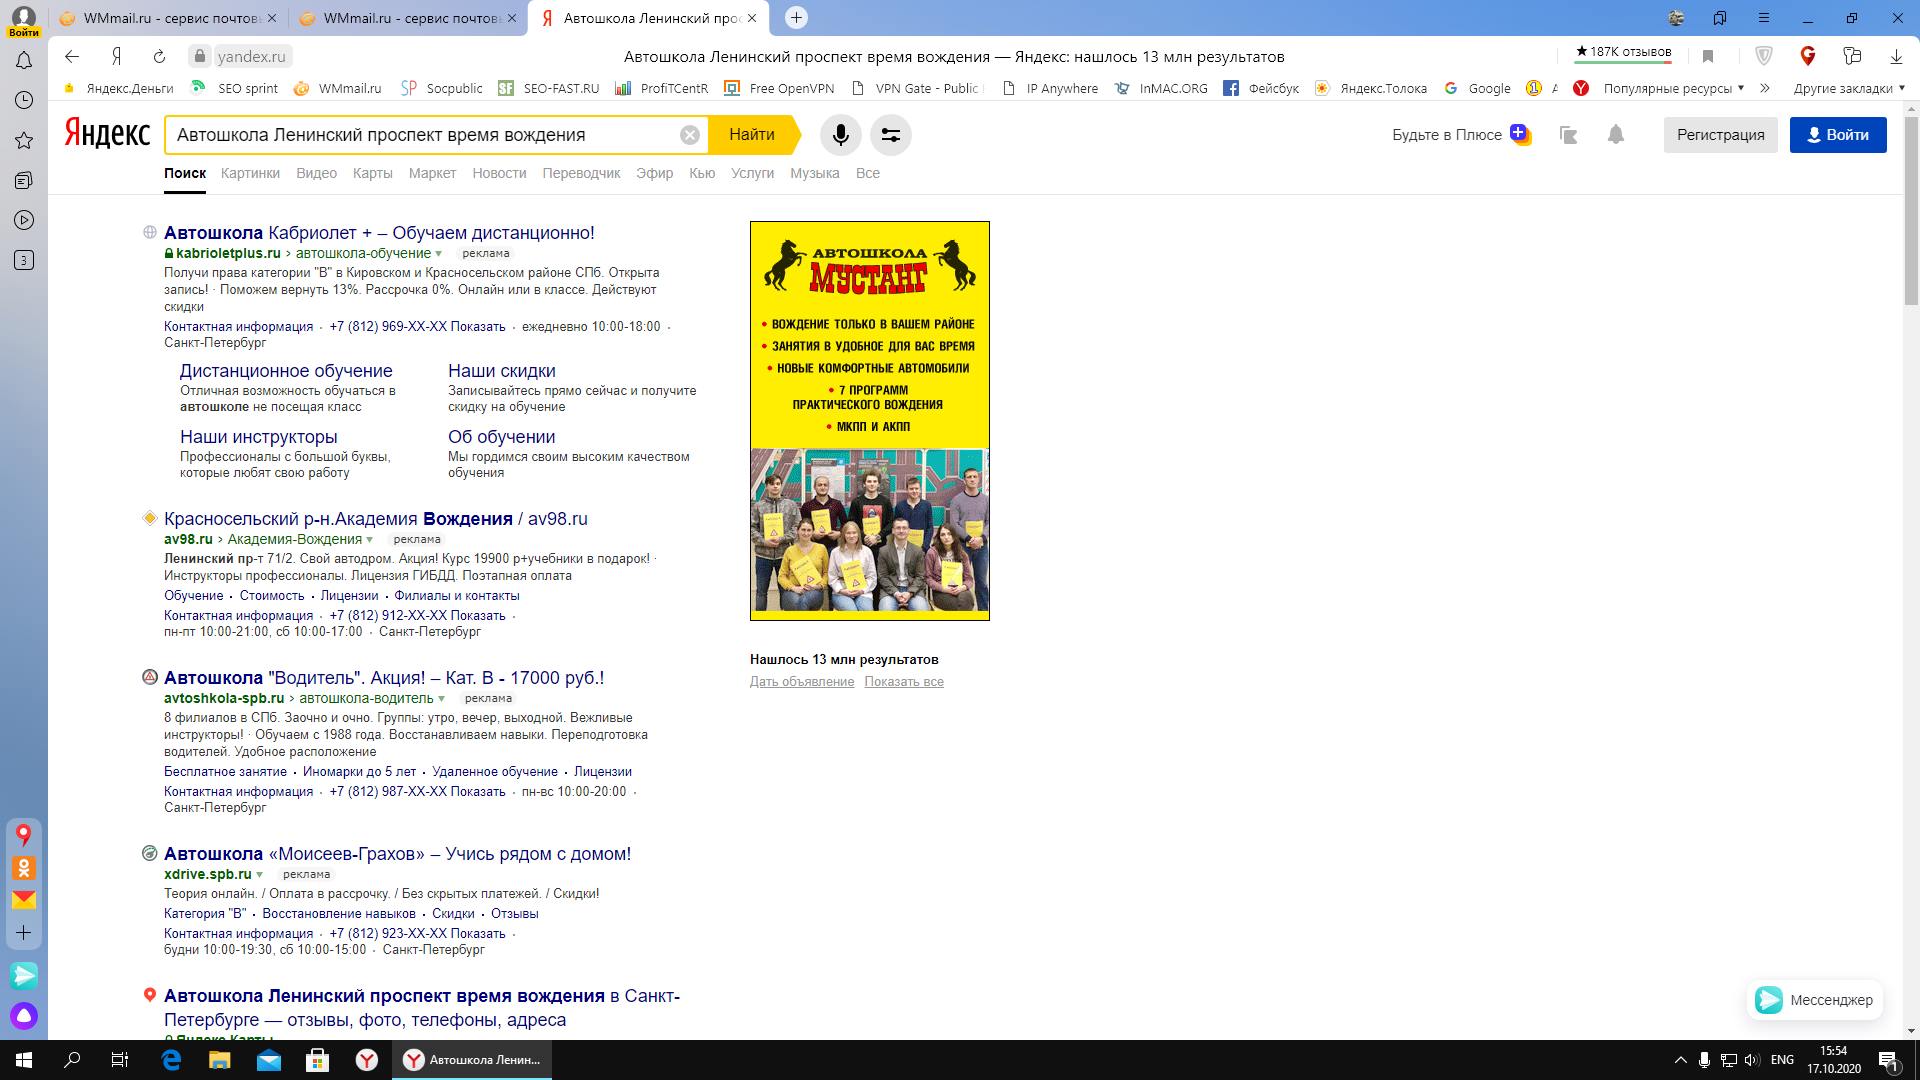 Войти
WMmail.ru - сервис почтовь
WMmail.ru - сервис почтовь
Автошкола Ленинский прос
yandex.ru
Автошкола Ленинский проспект время вождения — Яндекс: нашлось 13 млн результатов
★187K отзывов
Яндекс.Деньги
SEO sprint
WMmail.ru
Socpublic
SEO-FAST.RU
ProfiTCentR
Free OpenVPN
VPN Gate - Public
IP Anywhere
InMAC.ORG
Фейсбук
Яндекс.Толока
Google
Популярные ресурсы
Другие закладки
3
Яндекс
Автошкола Ленинский проспект время вождения
Найти
Будьте в Плюсе
Регистрация
Войти
Поиск Картинки Видео Карты Маркет Новости Переводчик Эфир Кью Услуги Музыка Все
Автошкола Кабриолет + – Обучаем дистанционно!
kabrioletplus.ru › автошкола-обучение реклама
Получи права категории "В" в Кировском и Красносельском районе СПб. Открыта
запись! · Поможем вернуть 13%. Рассрочка 0%. Онлайн или в классе. Действуют
скидки
Контактная информация · +7 (812) 969-XX-XX Показать · ежедневно 10:00-18:00 ·
Санкт-Петербург
Дистанционное обучение
Отличная возможность обучаться в
автошколе не посещая класс
Наши скидки
Записывайтесь прямо сейчас и получите
скидку на обучение
Наши инструкторы
Профессионалы с большой буквы,
которые любят свою работу
Об обучении
Мы гордимся своим высоким качеством
обучения
Красносельский р-н.Академия Вождения / av98.ru
av98.ru › Академия-Вождения реклама
Ленинский пр-т 71/2. Свой автодром. Акция! Курс 19900 р+учебники в подарок! ·
Инструкторы профессионалы. Лицензия ГИБДД. Поэтапная оплата
Обучение · Стоимость · Лицензии · Филиалы и контакты
Контактная информация · +7 (812) 912-XX-XX Показать ·
пн-пт 10:00-21:00, сб 10:00-17:00 · Санкт-Петербург
Автошкола "Водитель". Акция! – Кат. В - 17000 руб.!
avtoshkola-spb.ru › автошкола-водитель реклама
8 филиалов в СПб. Заочно и очно. Группы: утро, вечер, выходной. Вежливые
инструкторы! · Обучаем с 1988 года. Восстанавливаем навыки. Переподготовка
водителей. Удобное расположение
Бесплатное занятие · Иномарки до 5 лет · Удаленное обучение · Лицензии
Контактная информация · +7 (812) 987-XX-XX Показать · пн-вс 10:00-20:00 ·
Санкт-Петербург
Автошкола «Моисеев-Грахов» – Учись рядом с домом!
xdrive.spb.ru реклама
Теория онлайн. / Оплата в рассрочку. / Без скрытых платежей. / Скидки!
Категория "В" · Восстановление навыков · Скидки · Отзывы
Контактная информация · +7 (812) 923-XX-XX Показать ·
будни 10:00-19:30, сб 10:00-15:00 · Санкт-Петербург
Автошкола Ленинский проспект время вождения в Санкт-
Петербурге — отзывы, фото, телефоны, адреса
Яндекс.Карты
АВТОШКОЛА
МУСТАНГ
• ВОЖДЕНИЕ ТОЛЬКО В ВАШЕМ РАЙОНЕ
• ЗАНЯТИЯ В УДОБНОЕ ДЛЯ ВАС ВРЕМЯ
• НОВЫЕ КОМФОРТНЫЕ АВТОМОБИЛИ
• 7 ПРОГРАММ
ПРАКТИЧЕСКОГО ВОЖДЕНИЯ
• МКПП И АКПП
Нашлось 13 млн результатов
Дать объявление Показать все
Мессенджер
Автошкола Ленин...
ENG
15:54
17.10.2020
1